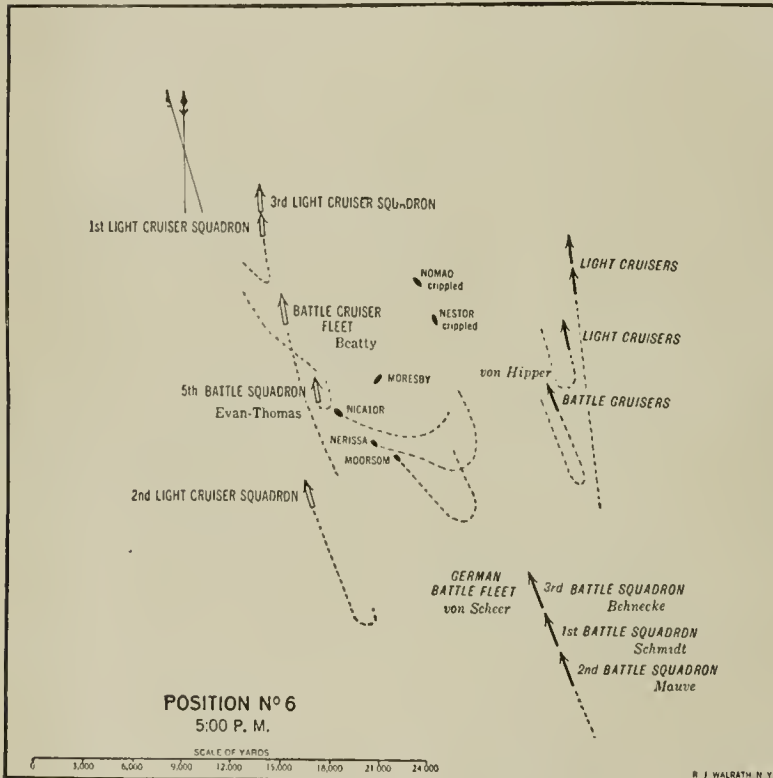 3rd LIGHT CRUISER SQUADRON
1st LIGHT CRUISER SQUADRON
LIGHT CRUISERS
NOMAD
crippled
BATTLE CRUISER
FLEET
Beatty
NESTOR
crippled
LIGHT CRUISERS
von Hipper
MORESBY
5th BATTLE SQUADRON
Evan-Thomas
NICATOR
BATTLE CRUISERS
NERISSA
MOORSOM
2nd LIGHT CRUISER SQUADRON
GERMAN
BATTLE FLEET
von Scheer
3rd BATTLE SQUADRON
Behnecke
1st BATTLE SQUADRON
Schmidt
2nd BATTLE SQUADRON
Mauve
POSITION Nº 6
5:00 P. M.
SCALE OF YARDS
0 3,000 6,000 9,000 12,000 15,000 18,000 21,000 24,000
R. J. WALRATH N.Y.